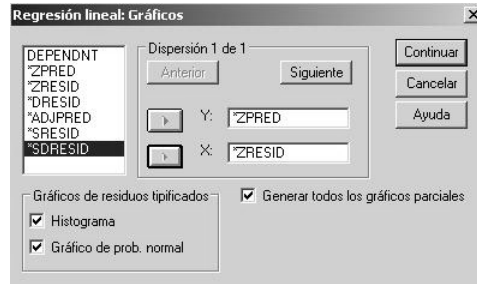 Regresión lineal: Gráficos
DEPENDNT
*ZPRED
*ZRESID
*DRESID
*ADJPRED
*SRESID
*SDRESID
Dispersión 1 de 1
Anterior
Siguiente
Y: *ZPRED
X: *ZRESID
Continuar
Cancelar
Ayuda
Gráficos de residuos tipificados
Histograma
Gráfico de prob. normal
Generar todos los gráficos parciales